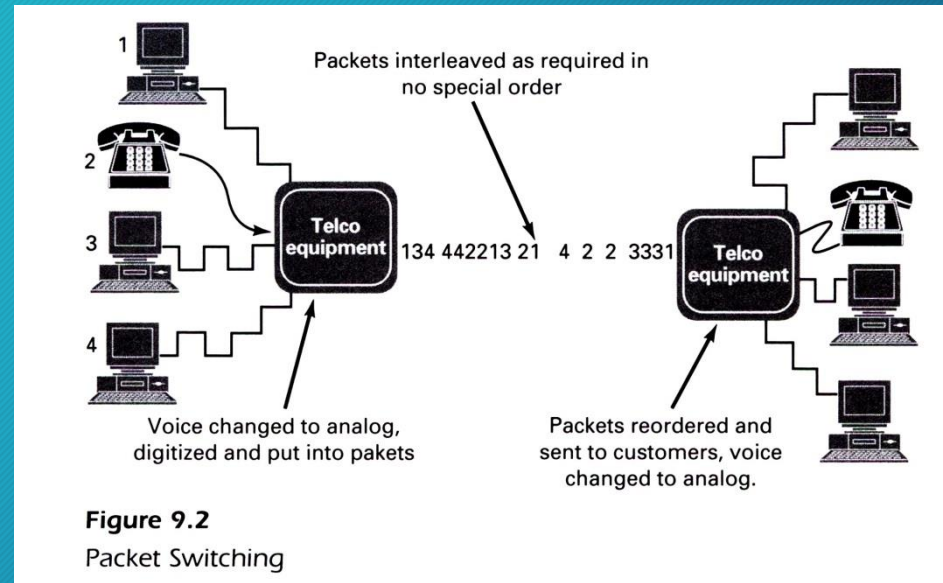 1
Packets interleaved as required in
no special order
2
3
Telco
equipment
134 442213 21 4 2 2 3331
Telco
equipment
4
Voice changed to analog,
digitized and put into pakets
Packets reordered and
sent to customers, voice
changed to analog.
Figure 9.2
Packet Switching